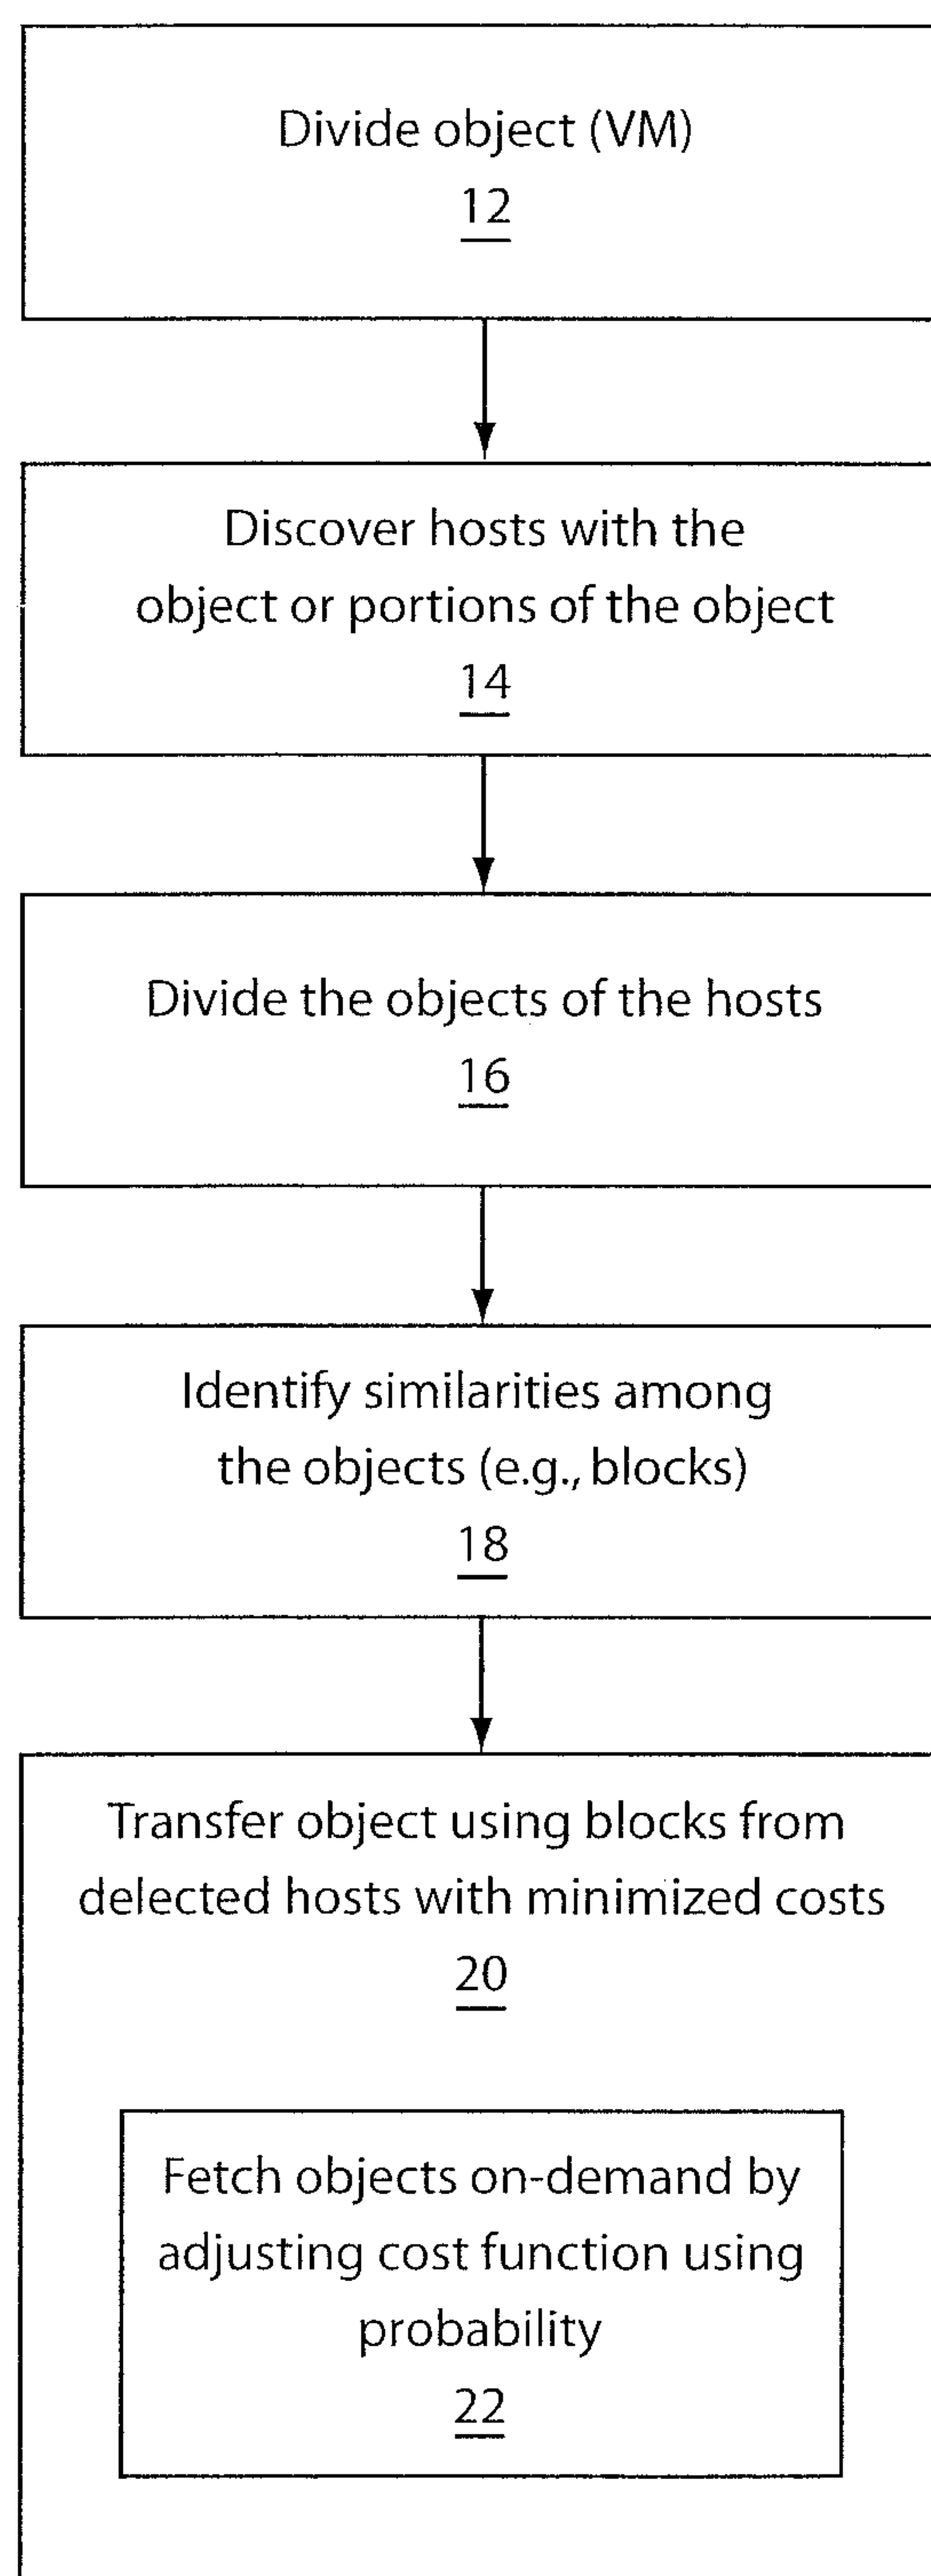 Divide object (VM)
12
Discover hosts with the
object or portions of the object
14
Divide the objects of the hosts
16
Identify similarities among
the objects (e.g., blocks)
18
Transfer object using blocks from
delected hosts with minimized costs
20
Fetch objects on-demand by
adjusting cost function using
probability
22